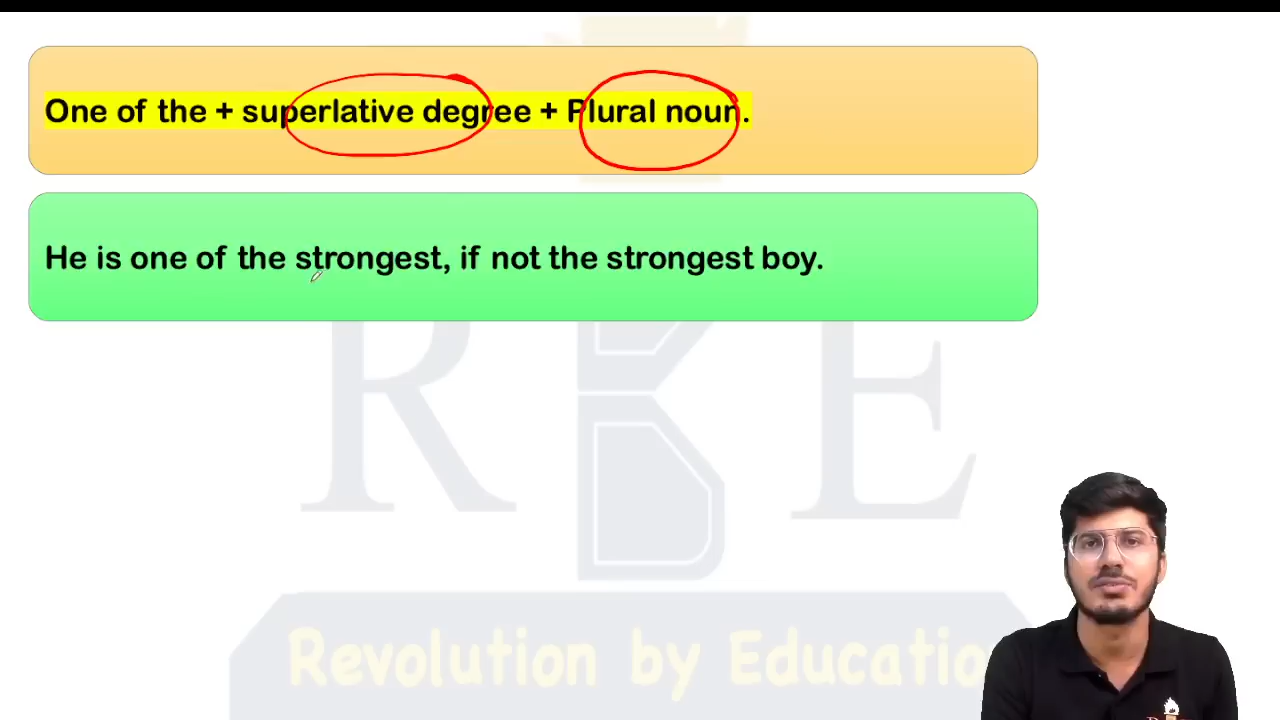 One of the + superlative degree + Plural noun.
He is one of the strongest, if not the strongest boy.
R B E
Revolution by Educatio